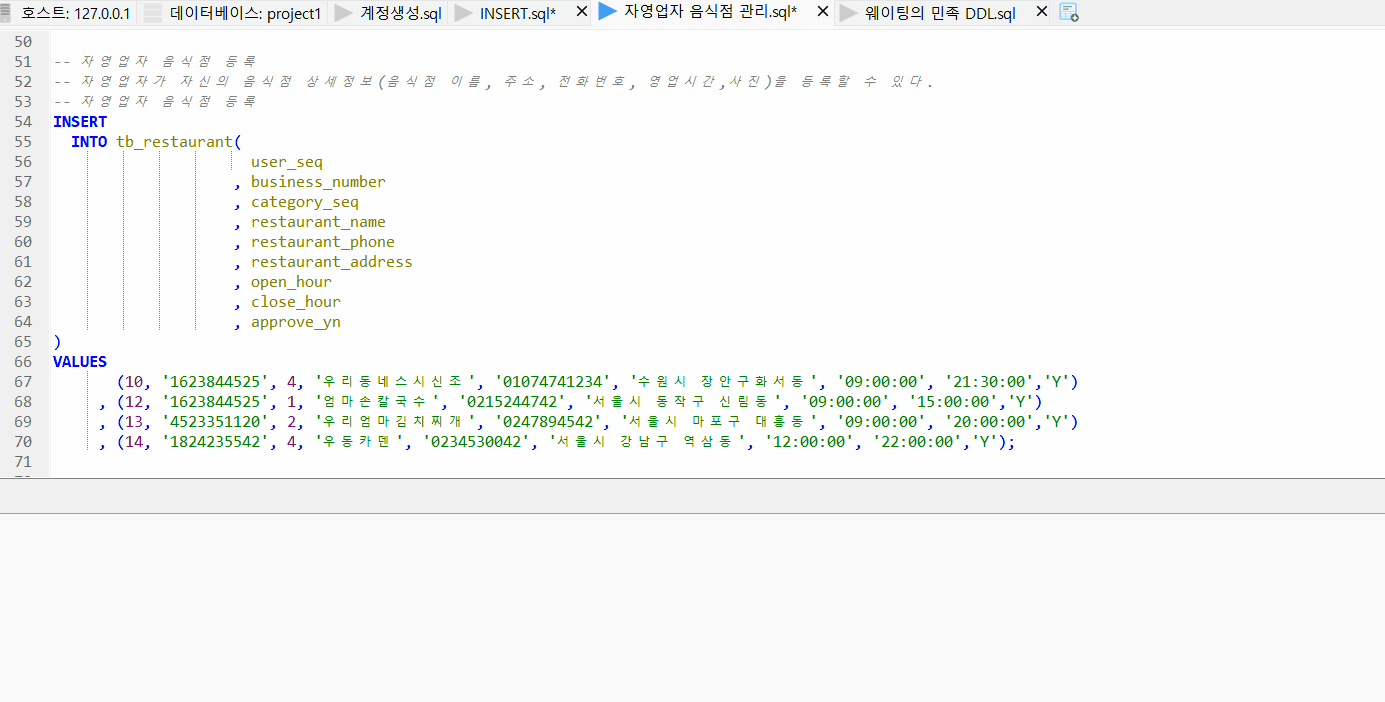 호스트: 127.0.0.1 데이터베이스: project1 계정생성.sql INSERT.sql* 자영업자 음식점 관리.sql* 웨이팅의 민족 DDL.sql
50
51 -- 자영업자 음식점 등록
52 -- 자영업자가 자신의 음식점 상세정보(음식점 이름, 주소, 전화번호, 영업시간,사진)을 등록할 수 있다.
53 -- 자영업자 음식점 등록
54 INSERT
55 INTO tb_restaurant(
56 user_seq
57 , business_number
58 , category_seq
59 , restaurant_name
60 , restaurant_phone
61 , restaurant_address
62 , open_hour
63 , close_hour
64 , approve_yn
65 )
66 VALUES
67 (10, '1623844525', 4, '우리동네스시신조', '01074741234', '수원시 장안구화서동', '09:00:00', '21:30:00','Y')
68 , (12, '1623844525', 1, '엄마손칼국수', '0215244742', '서울시 동작구 신림동', '09:00:00', '15:00:00','Y')
69 , (13, '4523351120', 2, '우리엄마김치찌개', '0247894542', '서울시 마포구 대흥동', '09:00:00', '20:00:00','Y')
70 , (14, '1824235542', 4, '우동카덴', '0234530042', '서울시 강남구 역삼동', '12:00:00', '22:00:00','Y');
71